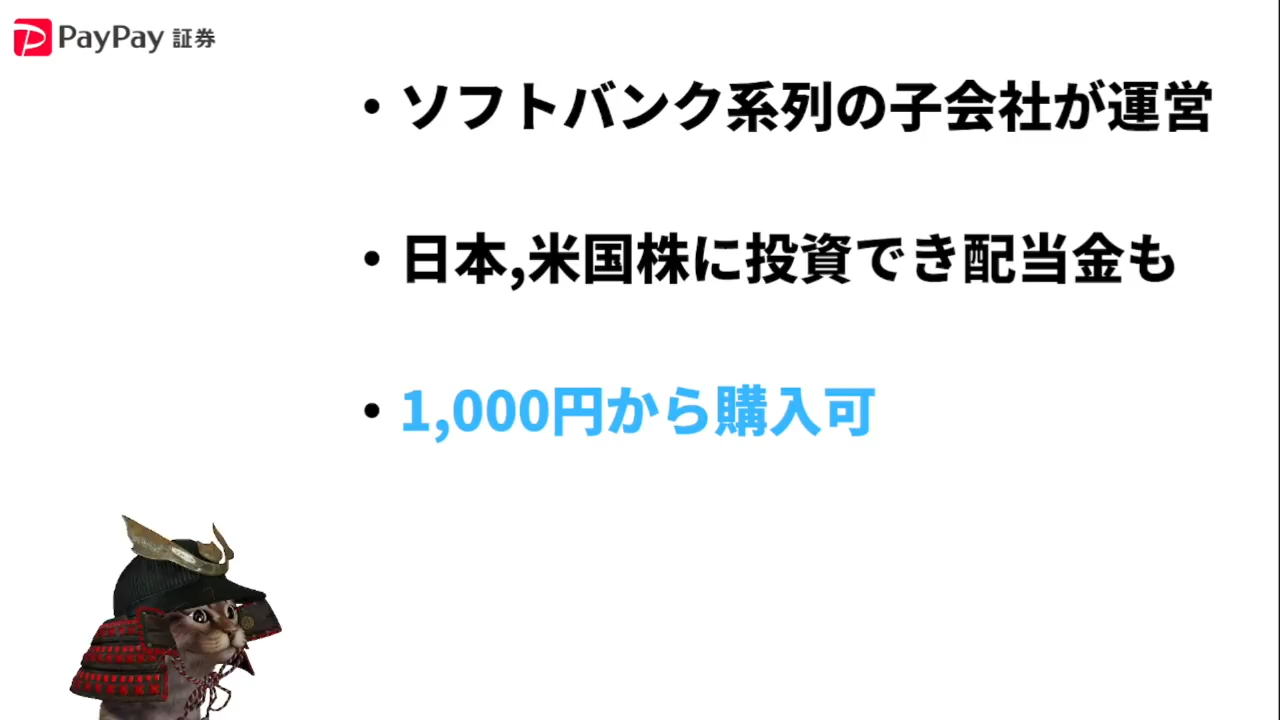 PayPay 証券
・ソフトバンク系列の子会社が運営
・日本,米国株に投資でき配当金も
・1,000円から購入可